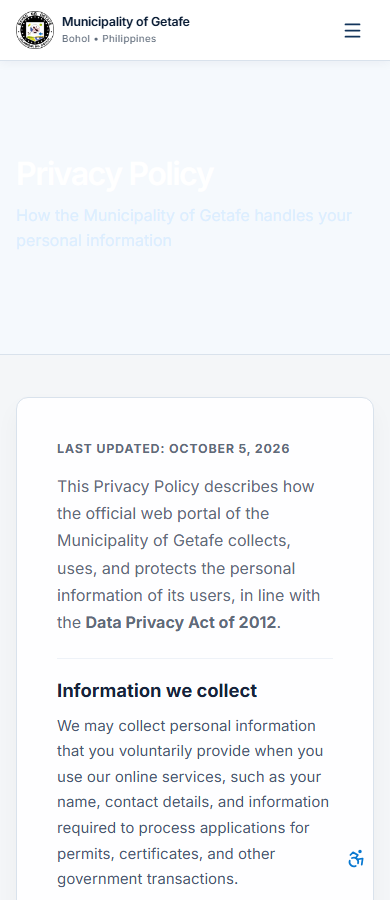 Municipality of Getafe
Bohol • Philippines
Privacy Policy
How the Municipality of Getafe handles your
personal information
LAST UPDATED: OCTOBER 5, 2026
This Privacy Policy describes how
the official web portal of the
Municipality of Getafe collects,
uses, and protects the personal
information of its users, in line with
the Data Privacy Act of 2012.
Information we collect
We may collect personal information
that you voluntarily provide when you
use our online services, such as your
name, contact details, and information
required to process applications for
permits, certificates, and other
government transactions.